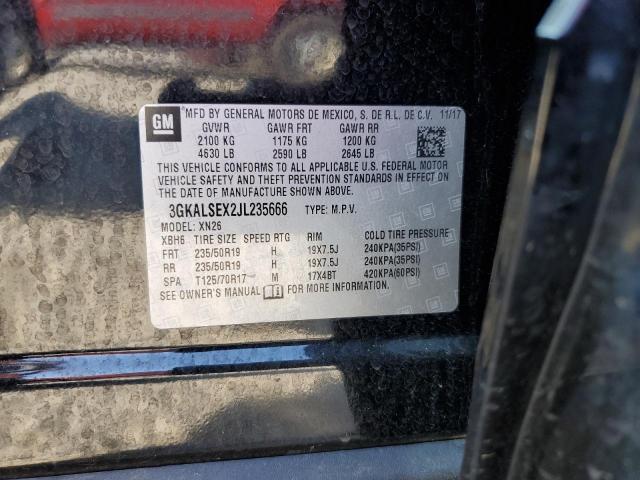 GM
MFD BY GENERAL MOTORS DE MEXICO, S. DE R.L. DE C.V. 11/17
GVWR GAWR FRT GAWR RR
2100 KG 1175 KG 1200 KG
4630 LB 2590 LB 2645 LB
THIS VEHICLE CONFORMS TO ALL APPLICABLE U.S. FEDERAL MOTOR
VEHICLE SAFETY AND THEFT PREVENTION STANDARDS IN EFFECT ON
THE DATE OF MANUFACTURE SHOWN ABOVE.
3GKALSEX2JL235666 TYPE: M.P.V.
MODEL: XN26
XBH6 TIRE SIZE SPEED RTG RIM COLD TIRE PRESSURE
FRT 235/50R19 H 19X7.5J 240KPA(35PSI)
RR 235/50R19 H 19X7.5J 240KPA(35PSI)
SPA T125/70R17 M 17X4BT 420KPA(60PSI)
SEE OWNER'S MANUAL FOR ADDITIONAL INFORMATION.